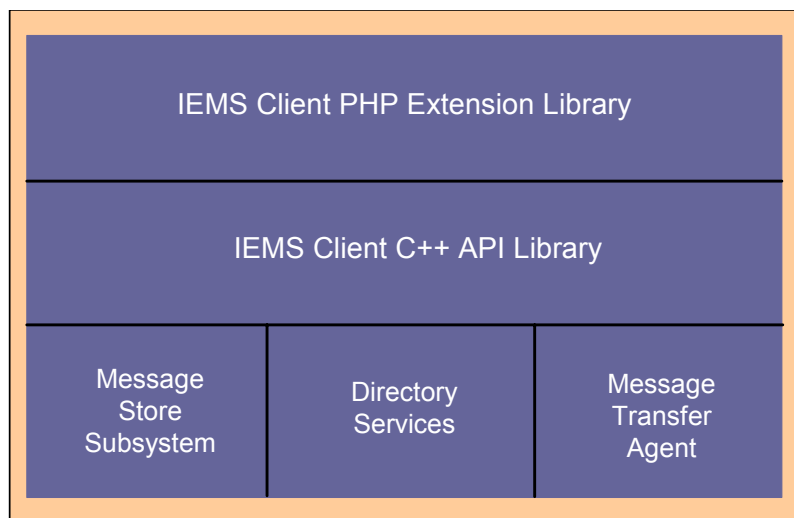 IEMS Client PHP Extension Library
IEMS Client C++ API Library
Message
Store
Subsystem
Directory
Services
Message
Transfer
Agent